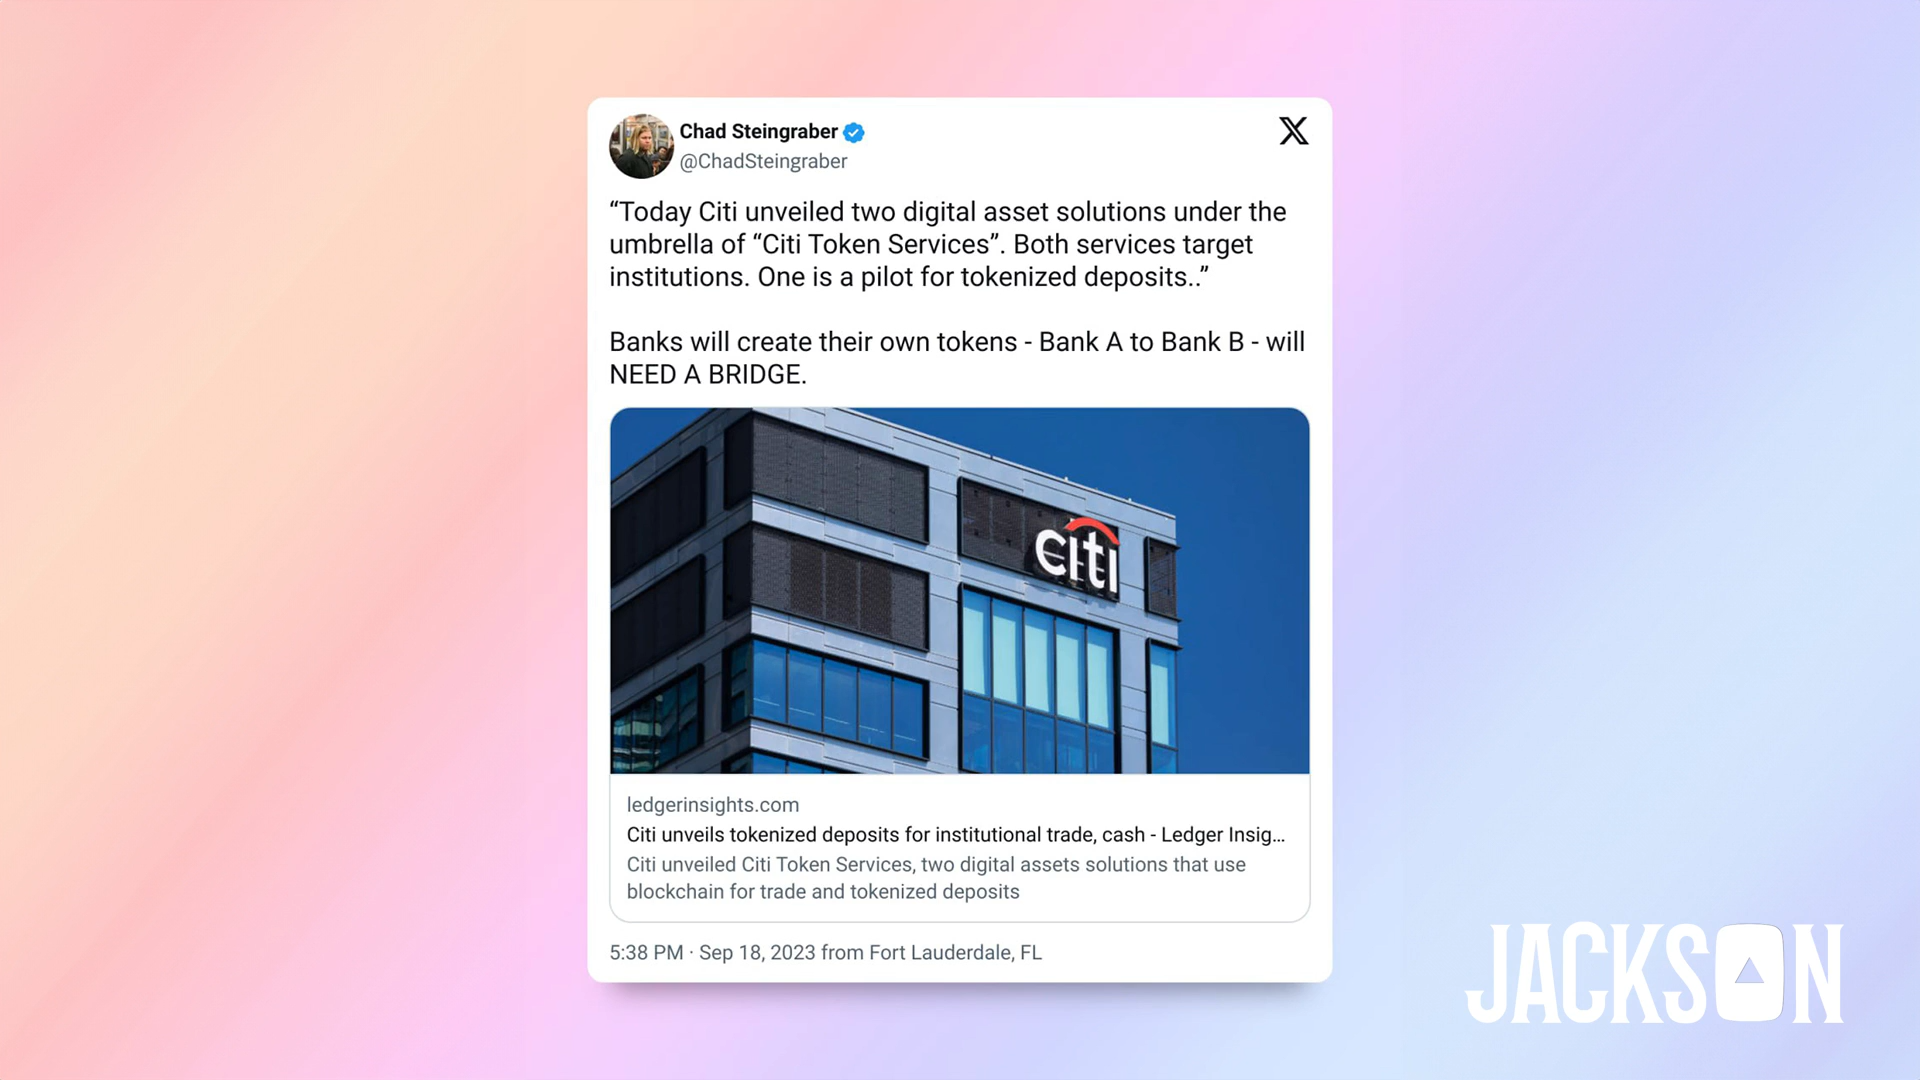 Chad Steingraber
@ChadSteingraber
“Today Citi unveiled two digital asset solutions under the
umbrella of “Citi Token Services”. Both services target
institutions. One is a pilot for tokenized deposits..”
Banks will create their own tokens - Bank A to Bank B - will
NEED A BRIDGE.
citi
ledgerinsights.com
Citi unveils tokenized deposits for institutional trade, cash - Ledger Insig...
Citi unveiled Citi Token Services, two digital assets solutions that use
blockchain for trade and tokenized deposits
5:38 PM · Sep 18, 2023 from Fort Lauderdale, FL
JACKSON